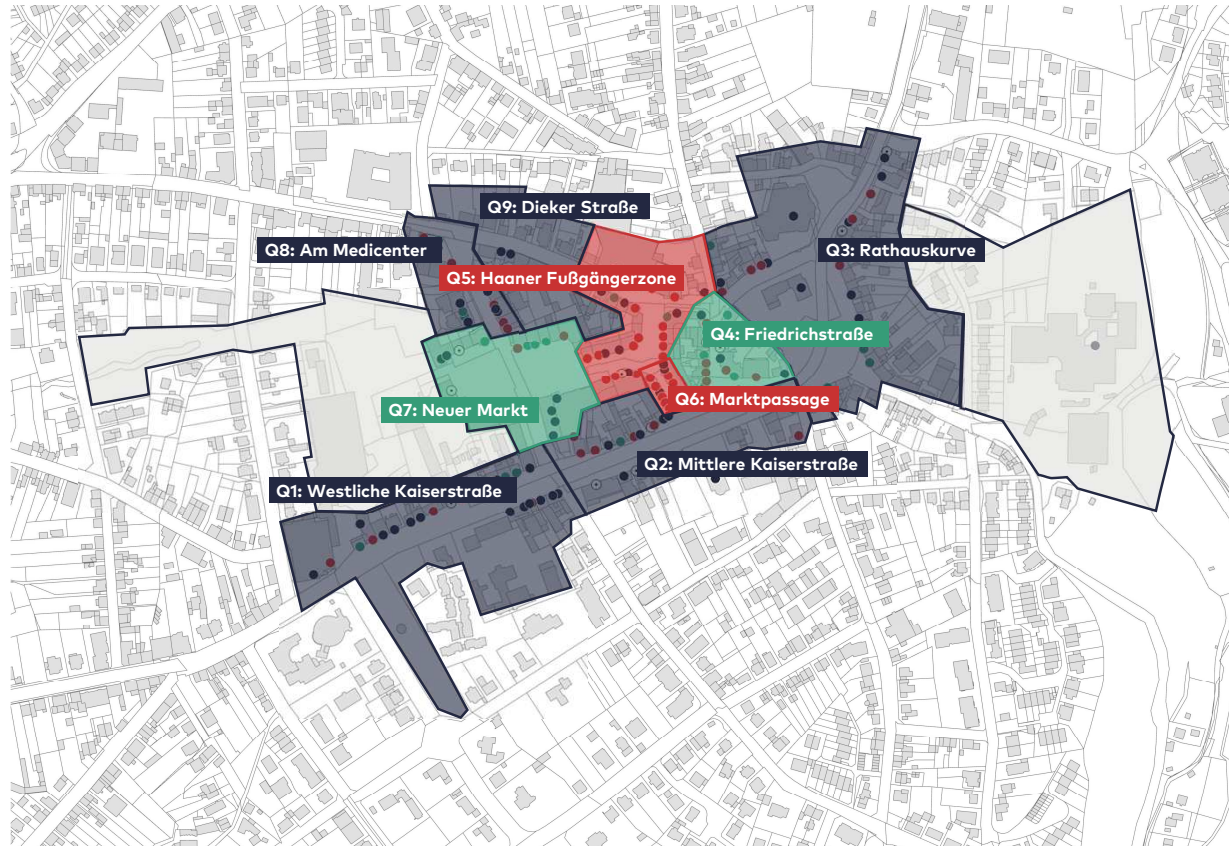 Q9: Dieker Straße
Q8: Am Medicenter
Q3: Rathauskurve
Q5: Haaner Fußgängerzone
Q4: Friedrichstraße
Q6: Marktpassage
Q7: Neuer Markt
Q2: Mittlere Kaiserstraße
Q1: Westliche Kaiserstraße